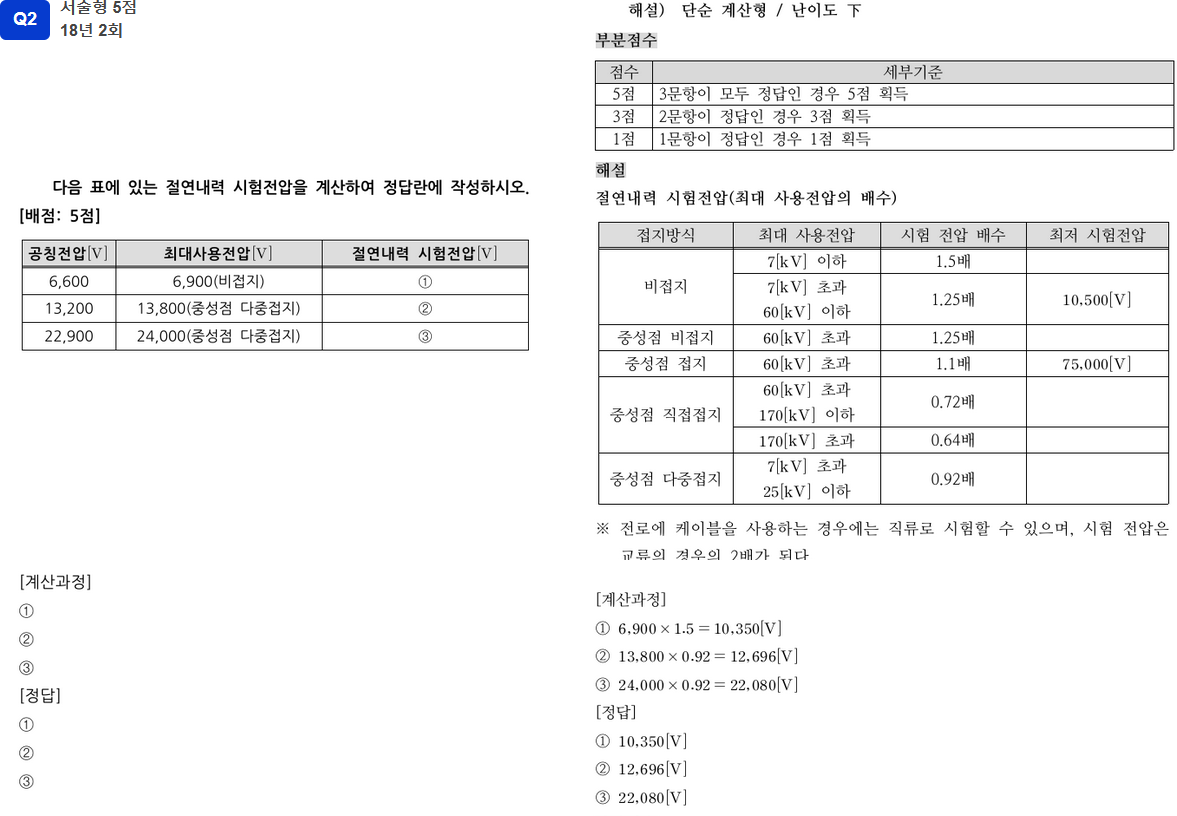 Q2
서술형 5점
18년 2회
다음 표에 있는 절연내력 시험전압을 계산하여 정답란에 작성하시오.
[배점: 5점]
공칭전압[V] 최대사용전압[V] 절연내력 시험전압[V]
6,600 6,900(비접지) ①
13,200 13,800(중성점 다중접지) ②
22,900 24,000(중성점 다중접지) ③
[계산과정]
①
②
③
[정답]
①
②
③
해설) 단순 계산형 / 난이도 下
부분점수
점수 세부기준
5점 3문항이 모두 정답인 경우 5점 획득
3점 2문항이 정답인 경우 3점 획득
1점 1문항이 정답인 경우 1점 획득
해설
절연내력 시험전압(최대 사용전압의 배수)
접지방식 최대 사용전압 시험 전압 배수 최저 시험전압
비접지 7[kV] 이하 1.5배
7[kV] 초과
60[kV] 이하 1.25배 10,500[V]
중성점 비접지 60[kV] 초과 1.25배
중성점 접지 60[kV] 초과 1.1배 75,000[V]
중성점 직접접지 60[kV] 초과
170[kV] 이하 0.72배
170[kV] 초과 0.64배
중성점 다중접지 7[kV] 초과
25[kV] 이하 0.92배
※ 전로에 케이블을 사용하는 경우에는 직류로 시험할 수 있으며, 시험 전압은
교류의 경우의 2배가 된다
[계산과정]
① 6,900 × 1.5 = 10,350[V]
② 13,800 × 0.92 = 12,696[V]
③ 24,000 × 0.92 = 22,080[V]
[정답]
① 10,350[V]
② 12,696[V]
③ 22,080[V]